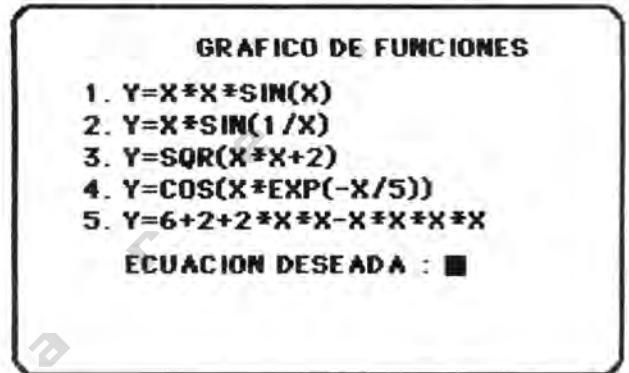 GRAFICO DE FUNCIONES
1. Y=X*X*SIN(X)
2. Y=X*SIN(1/X)
3. Y=SQR(X*X+2)
4. Y=COS(X*EXP(-X/5))
5. Y=6+2+2*X*X-X*X*X*X
ECUACION DESEADA :